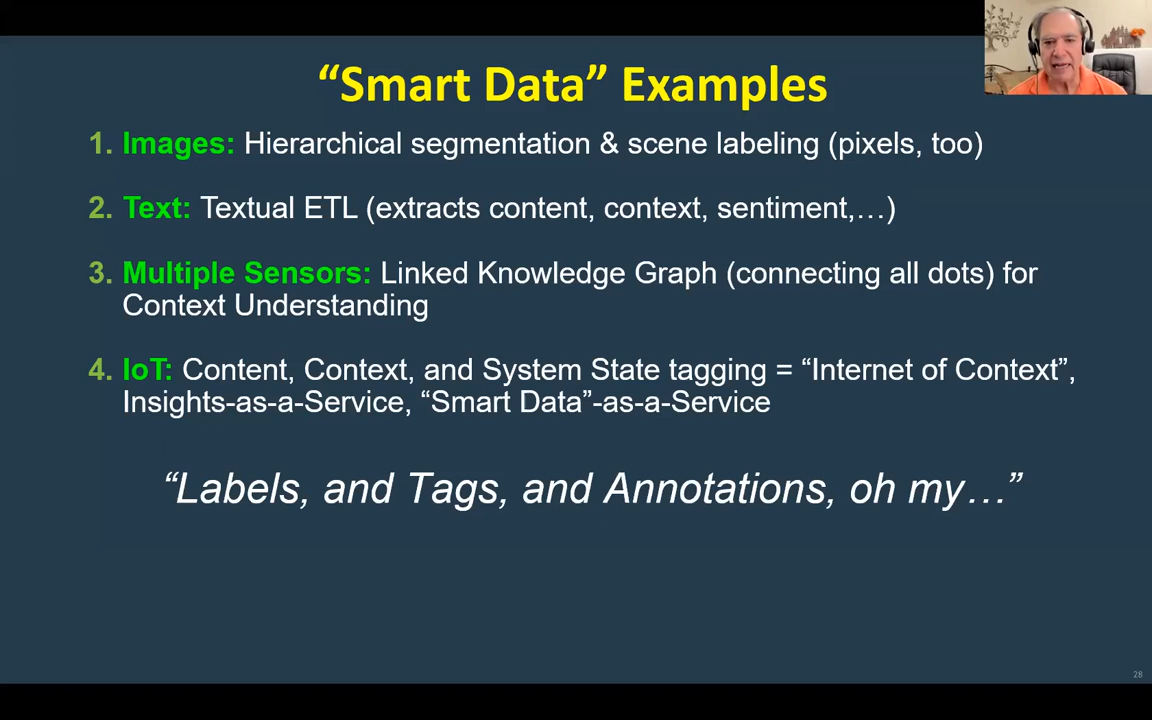 “Smart Data” Examples
1. Images: Hierarchical segmentation & scene labeling (pixels, too)
2. Text: Textual ETL (extracts content, context, sentiment,…)
3. Multiple Sensors: Linked Knowledge Graph (connecting all dots) for
Context Understanding
4. IoT: Content, Context, and System State tagging = “Internet of Context”,
Insights-as-a-Service, “Smart Data”-as-a-Service
“Labels, and Tags, and Annotations, oh my…”
28